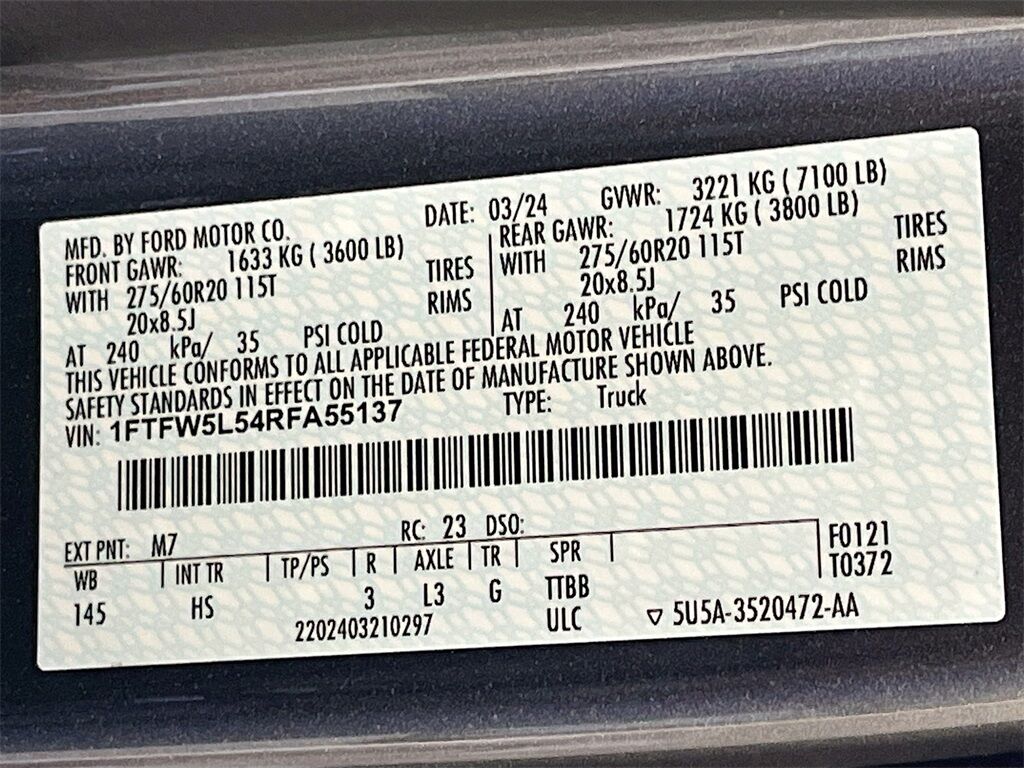 MFD. BY FORD MOTOR CO. DATE: 03/24 GVWR: 3221 KG ( 7100 LB)
FRONT GAWR: 1633 KG ( 3600 LB) REAR GAWR: 1724 KG ( 3800 LB)
WITH 275/60R20 115T TIRES WITH 275/60R20 115T TIRES
20x8.5J RIMS 20x8.5J RIMS
AT 240 kPa/ 35 PSI COLD AT 240 kPa/ 35 PSI COLD
THIS VEHICLE CONFORMS TO ALL APPLICABLE FEDERAL MOTOR VEHICLE
SAFETY STANDARDS IN EFFECT ON THE DATE OF MANUFACTURE SHOWN ABOVE.
VIN: 1FTFW5L54RFA55137 TYPE: Truck
EXT PNT: M7 RC: 23 DSO:
WB INT TR TP/PS R AXLE TR SPR F0121
145 HS 3 L3 G TTBB T0372
2202403210297 ULC ▽ 5U5A-3520472-AA